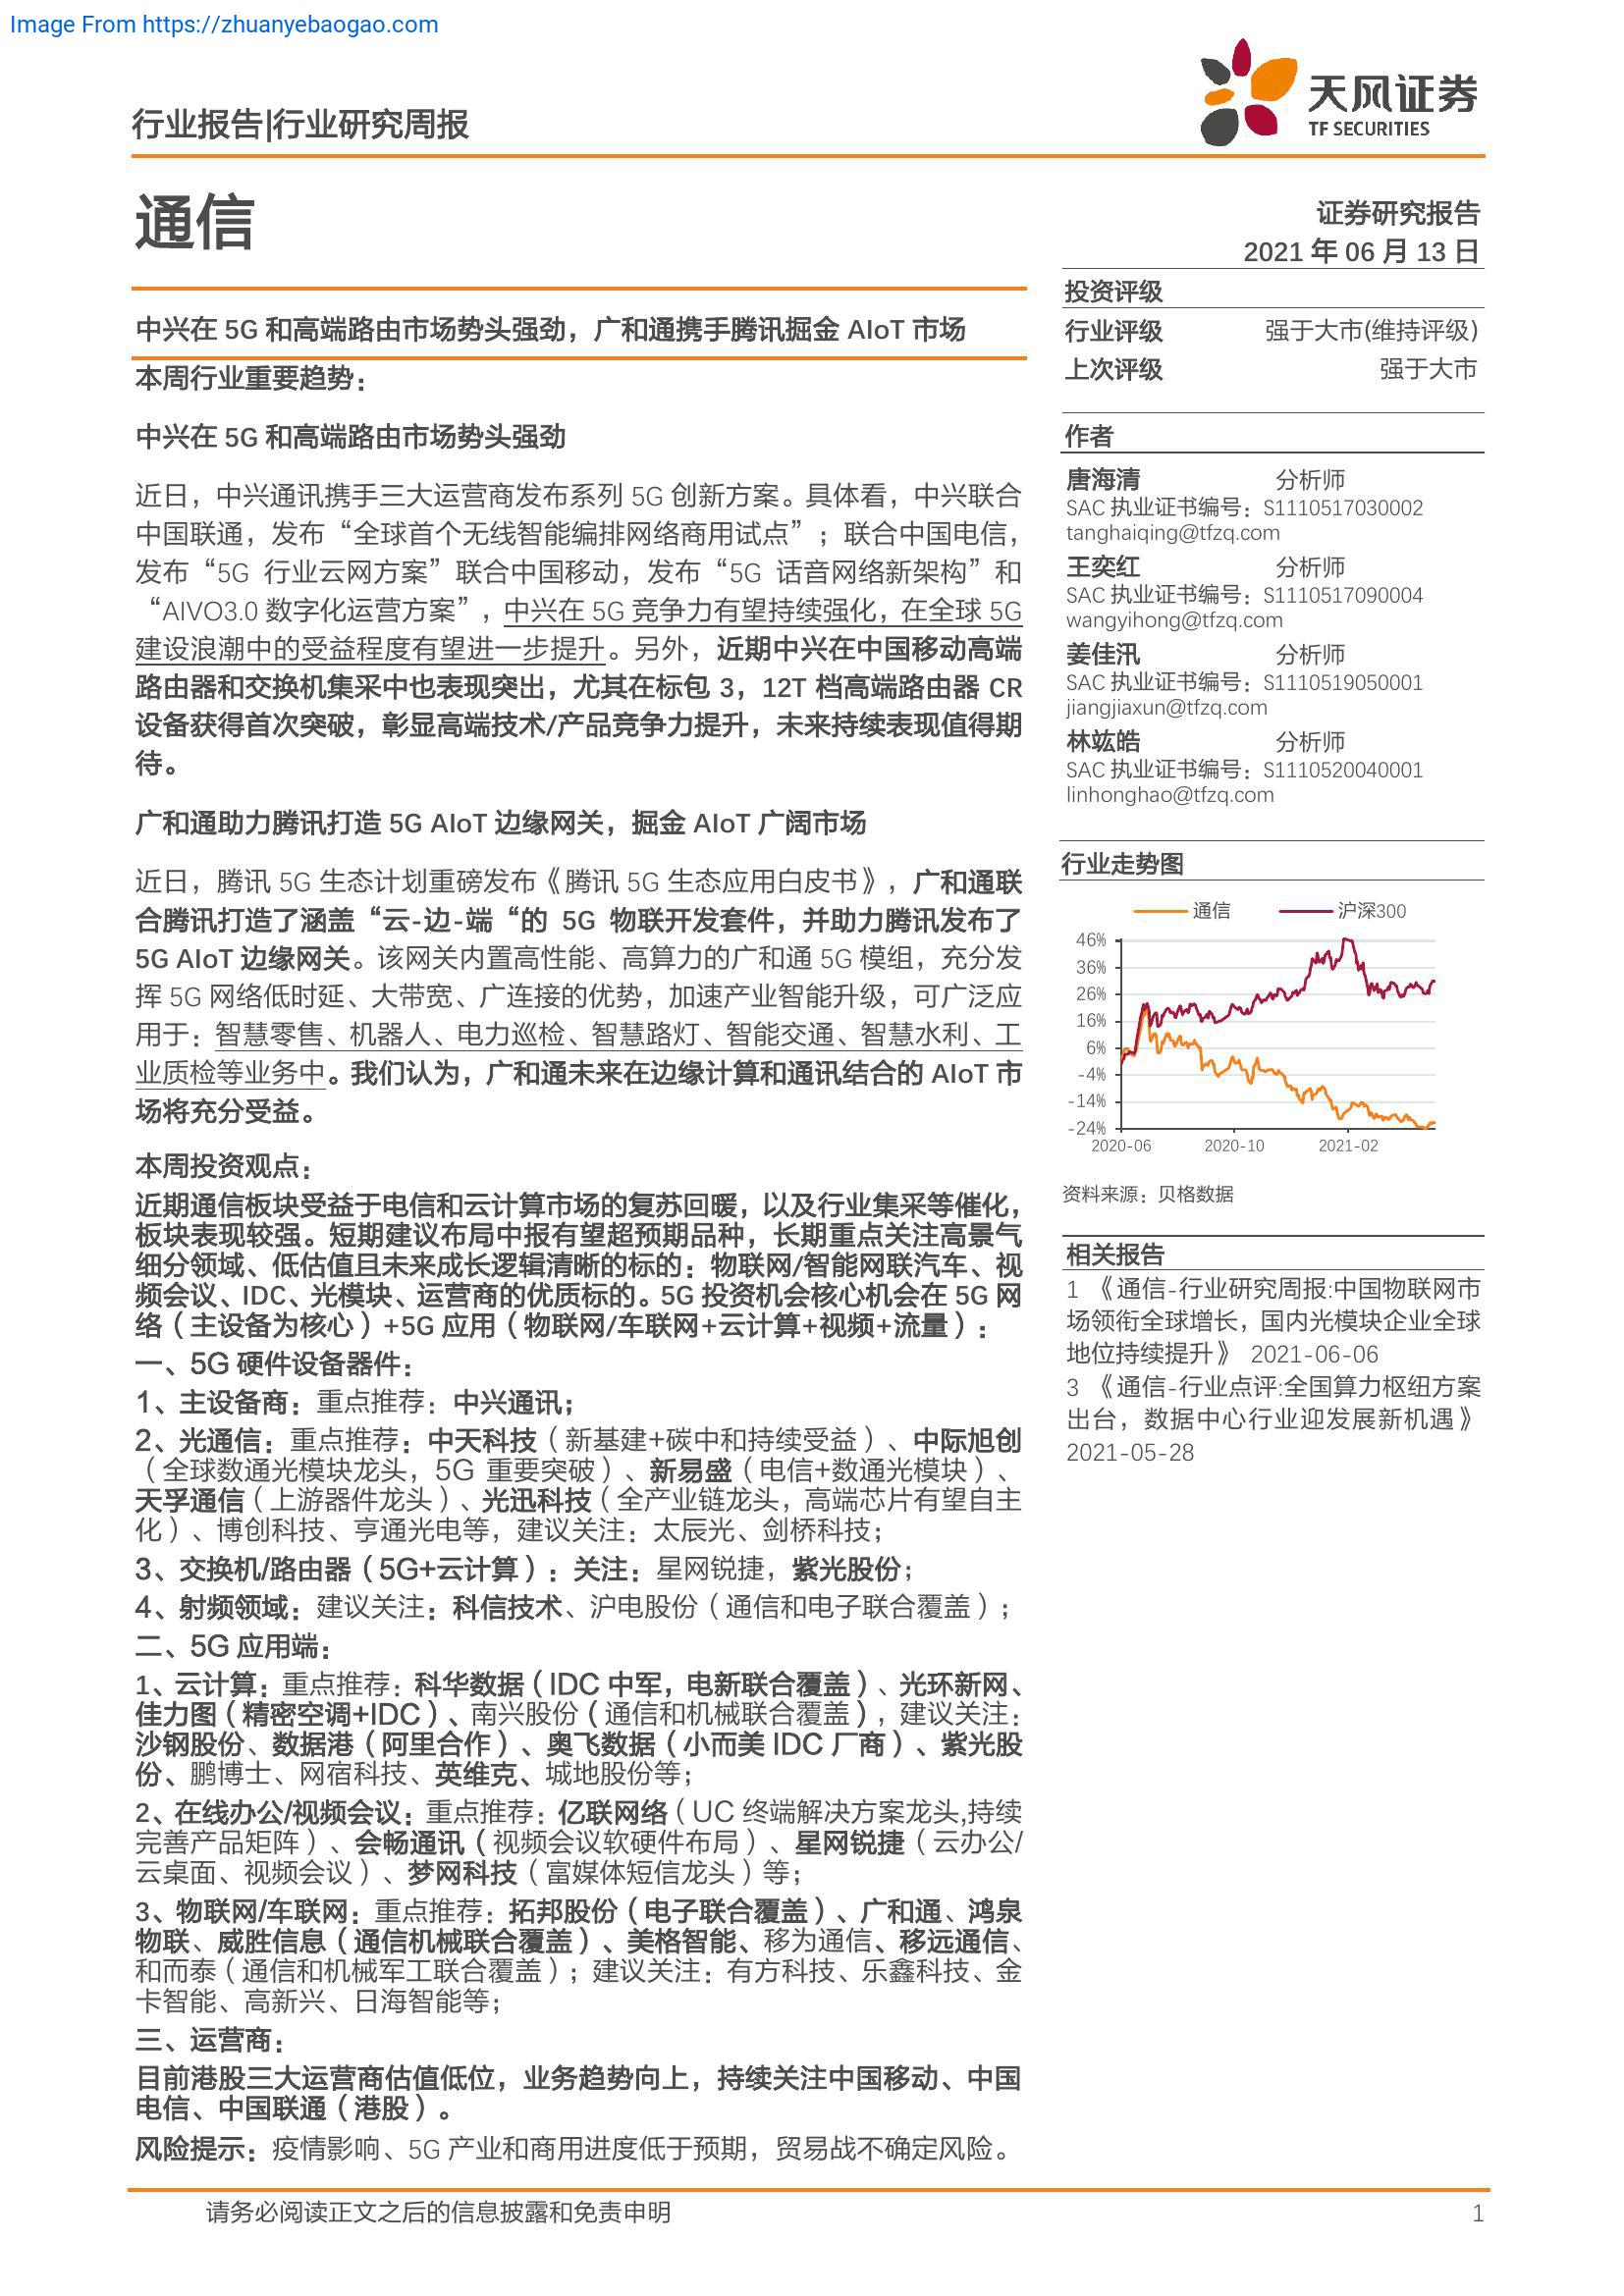 Image From https://zhuanyebaogao.com
行业报告|行业研究周报
天风证券
TF SECURITIES
通信
证券研究报告
2021 年 06 月 13 日
中兴在 5G 和高端路由市场势头强劲，广和通携手腾讯掘金 AIoT 市场
本周行业重要趋势：
中兴在 5G 和高端路由市场势头强劲
近日，中兴通讯携手三大运营商发布系列 5G 创新方案。具体看，中兴联合
中国联通，发布“全球首个无线智能编排网络商用试点”；联合中国电信，
发布“5G 行业云网方案”联合中国移动，发布“5G 话音网络新架构”和
“AIVO3.0 数字化运营方案”，中兴在 5G 竞争力有望持续强化，在全球 5G
建设浪潮中的受益程度有望进一步提升。另外，近期中兴在中国移动高端
路由器和交换机集采中也表现突出，尤其在标包 3，12T 档高端路由器 CR
设备获得首次突破，彰显高端技术/产品竞争力提升，未来持续表现值得期
待。
广和通助力腾讯打造 5G AIoT 边缘网关，掘金 AIoT 广阔市场
近日，腾讯 5G 生态计划重磅发布《腾讯 5G 生态应用白皮书》，广和通联
合腾讯打造了涵盖“云-边-端“的 5G 物联开发套件，并助力腾讯发布了
5G AIoT 边缘网关。该网关内置高性能、高算力的广和通 5G 模组，充分发
挥 5G 网络低时延、大带宽、广连接的优势，加速产业智能升级，可广泛应
用于：智慧零售、机器人、电力巡检、智慧路灯、智能交通、智慧水利、工
业质检等业务中。我们认为，广和通未来在边缘计算和通讯结合的 AIoT 市
场将充分受益。
本周投资观点：
近期通信板块受益于电信和云计算市场的复苏回暖，以及行业集采等催化，
板块表现较强。短期建议布局中报有望超预期品种，长期重点关注高景气
细分领域、低估值且未来成长逻辑清晰的标的：物联网/智能网联汽车、视
频会议、IDC、光模块、运营商的优质标的。5G 投资机会核心机会在 5G 网
络（主设备为核心）+5G 应用（物联网/车联网+云计算+视频+流量）：
一、5G 硬件设备器件：
1、主设备商：重点推荐：中兴通讯；
2、光通信：重点推荐：中天科技（新基建+碳中和持续受益）、中际旭创
（全球数通光模块龙头，5G 重要突破）、新易盛（电信+数通光模块）、
天孚通信（上游器件龙头）、光迅科技（全产业链龙头，高端芯片有望自主
化）、博创科技、亨通光电等，建议关注：太辰光、剑桥科技；
3、交换机/路由器（5G+云计算）：关注：星网锐捷，紫光股份；
4、射频领域：建议关注：科信技术、沪电股份（通信和电子联合覆盖）；
二、5G 应用端：
1、云计算：重点推荐：科华数据（IDC 中军，电新联合覆盖）、光环新网、
佳力图（精密空调+IDC）、南兴股份（通信和机械联合覆盖），建议关注：
沙钢股份、数据港（阿里合作）、奥飞数据（小而美 IDC 厂商）、紫光股
份、鹏博士、网宿科技、英维克、城地股份等；
2、在线办公/视频会议：重点推荐：亿联网络（UC 终端解决方案龙头,持续
完善产品矩阵）、会畅通讯（视频会议软硬件布局）、星网锐捷（云办公/
云桌面、视频会议）、梦网科技（富媒体短信龙头）等；
3、物联网/车联网：重点推荐：拓邦股份（电子联合覆盖）、广和通、鸿泉
物联、威胜信息（通信机械联合覆盖）、美格智能、移为通信、移远通信、
和而泰（通信和机械军工联合覆盖）；建议关注：有方科技、乐鑫科技、金
卡智能、高新兴、日海智能等；
三、运营商：
目前港股三大运营商估值低位，业务趋势向上，持续关注中国移动、中国
电信、中国联通（港股）。
风险提示：疫情影响、5G 产业和商用进度低于预期，贸易战不确定风险。
投资评级
行业评级 强于大市(维持评级)
上次评级 强于大市
作者
唐海清 分析师
SAC 执业证书编号：S1110517030002
tanghaiqing@tfzq.com
王奕红 分析师
SAC 执业证书编号：S1110517090004
wangyihong@tfzq.com
姜佳汛 分析师
SAC 执业证书编号：S1110519050001
jiangjiaxun@tfzq.com
林竑皓 分析师
SAC 执业证书编号：S1110520040001
linhonghao@tfzq.com
行业走势图
通信 沪深300
46%
36%
26%
16%
6%
-4%
-14%
-24%
2020-06 2020-10 2021-02
资料来源：贝格数据
相关报告
1 《通信-行业研究周报:中国物联网市
场领衔全球增长，国内光模块企业全球
地位持续提升》 2021-06-06
3 《通信-行业点评:全国算力枢纽方案
出台，数据中心行业迎发展新机遇》
2021-05-28
请务必阅读正文之后的信息披露和免责申明
1